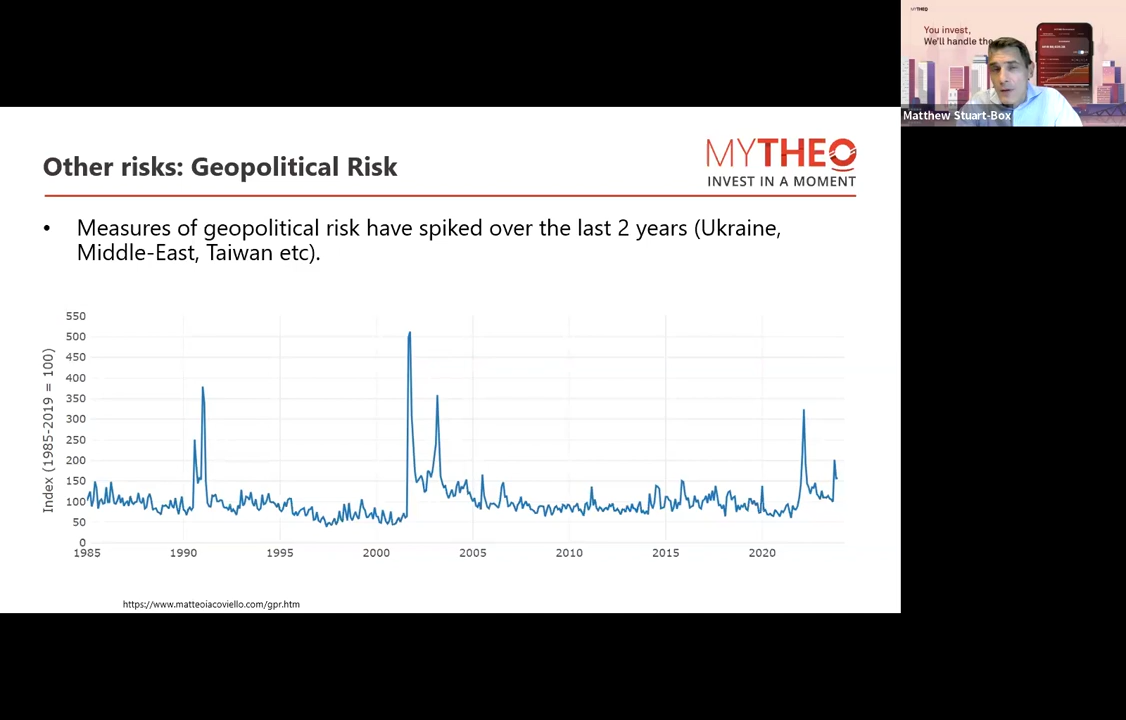 MYTHEO
You invest,
We'll handle the
Matthew Stuart-Box
Other risks: Geopolitical Risk
MYTHEO
INVEST IN A MOMENT
• Measures of geopolitical risk have spiked over the last 2 years (Ukraine,
Middle-East, Taiwan etc).
Index (1985-2019 = 100)
550
500
450
400
350
300
250
200
150
100
50
0
1985 1990 1995 2000 2005 2010 2015 2020
https://www.matteoiacoviello.com/gpr.htm